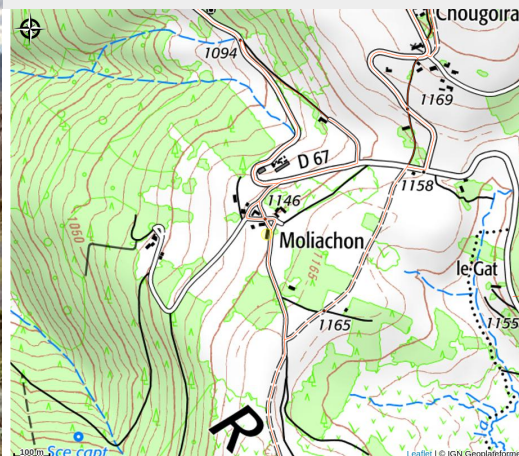 Chougoira
1094
1169
D 67
1158
1146
Moliachon
1050
1165
le Gat
1165
1155
R
100 m
Sce capt
Leaflet | © IGN Geoplateforme